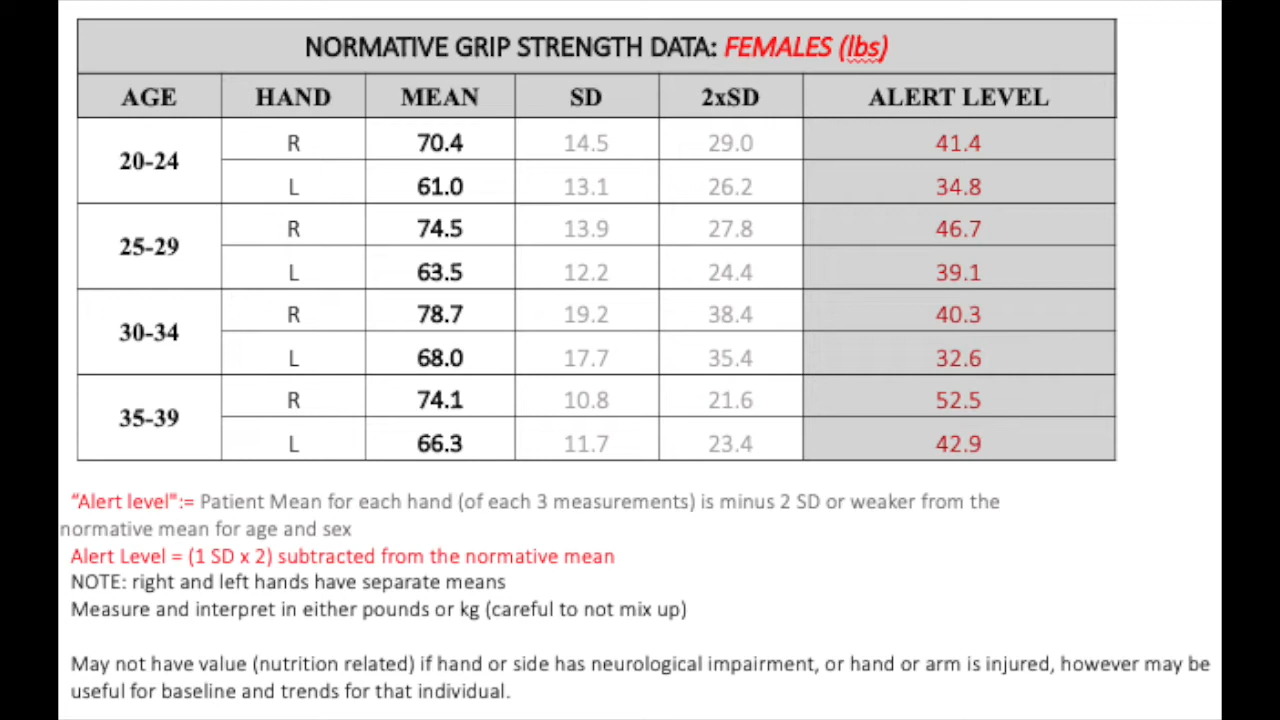 NORMATIVE GRIP STRENGTH DATA: FEMALES (lbs)
AGE HAND MEAN SD 2xSD ALERT LEVEL
20-24 R 70.4 14.5 29.0 41.4
L 61.0 13.1 26.2 34.8
25-29 R 74.5 13.9 27.8 46.7
L 63.5 12.2 24.4 39.1
30-34 R 78.7 19.2 38.4 40.3
L 68.0 17.7 35.4 32.6
35-39 R 74.1 10.8 21.6 52.5
L 66.3 11.7 23.4 42.9
“Alert level":= Patient Mean for each hand (of each 3 measurements) is minus 2 SD or weaker from the
normative mean for age and sex
Alert Level = (1 SD x 2) subtracted from the normative mean
NOTE: right and left hands have separate means
Measure and interpret in either pounds or kg (careful to not mix up)
May not have value (nutrition related) if hand or side has neurological impairment, or hand or arm is injured, however may be
useful for baseline and trends for that individual.